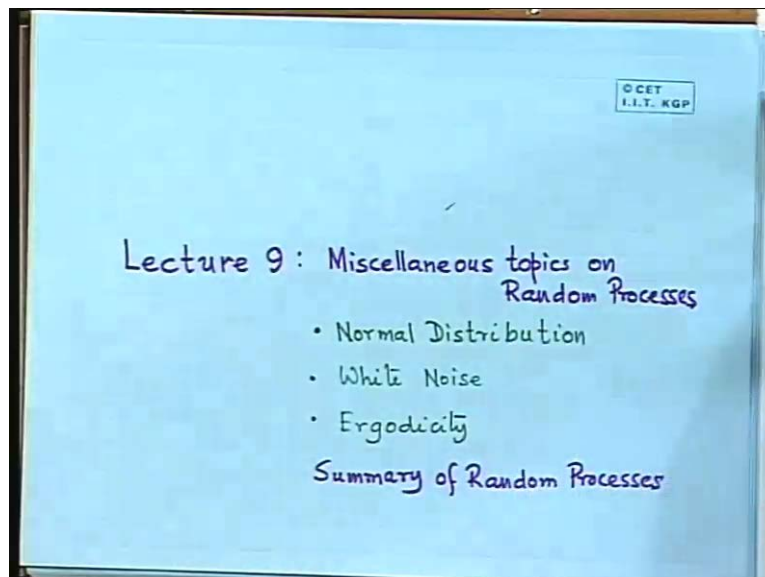 © CET
I.I.T. KGP
Lecture 9 : Miscellaneous topics on
Random Processes
• Normal Distribution
• White Noise
• Ergodicity
Summary of Random Processes